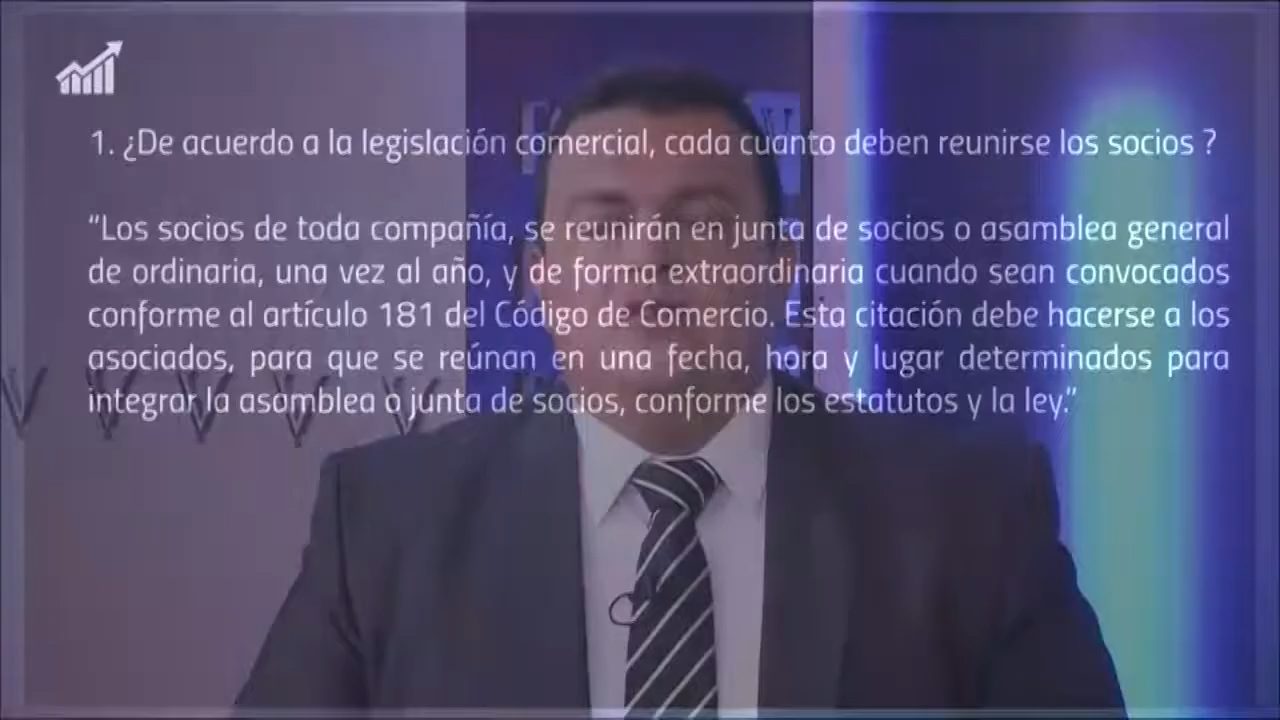 1. ¿De acuerdo a la legislación comercial, cada cuanto deben reunirse los socios ?
“Los socios de toda compañía, se reunirán en junta de socios o asamblea general
de ordinaria, una vez al año, y de forma extraordinaria cuando sean convocados
conforme al artículo 181 del Código de Comercio. Esta citación debe hacerse a los
asociados, para que se reúnan en una fecha, hora y lugar determinados para
integrar la asamblea o junta de socios, conforme los estatutos y la ley.”